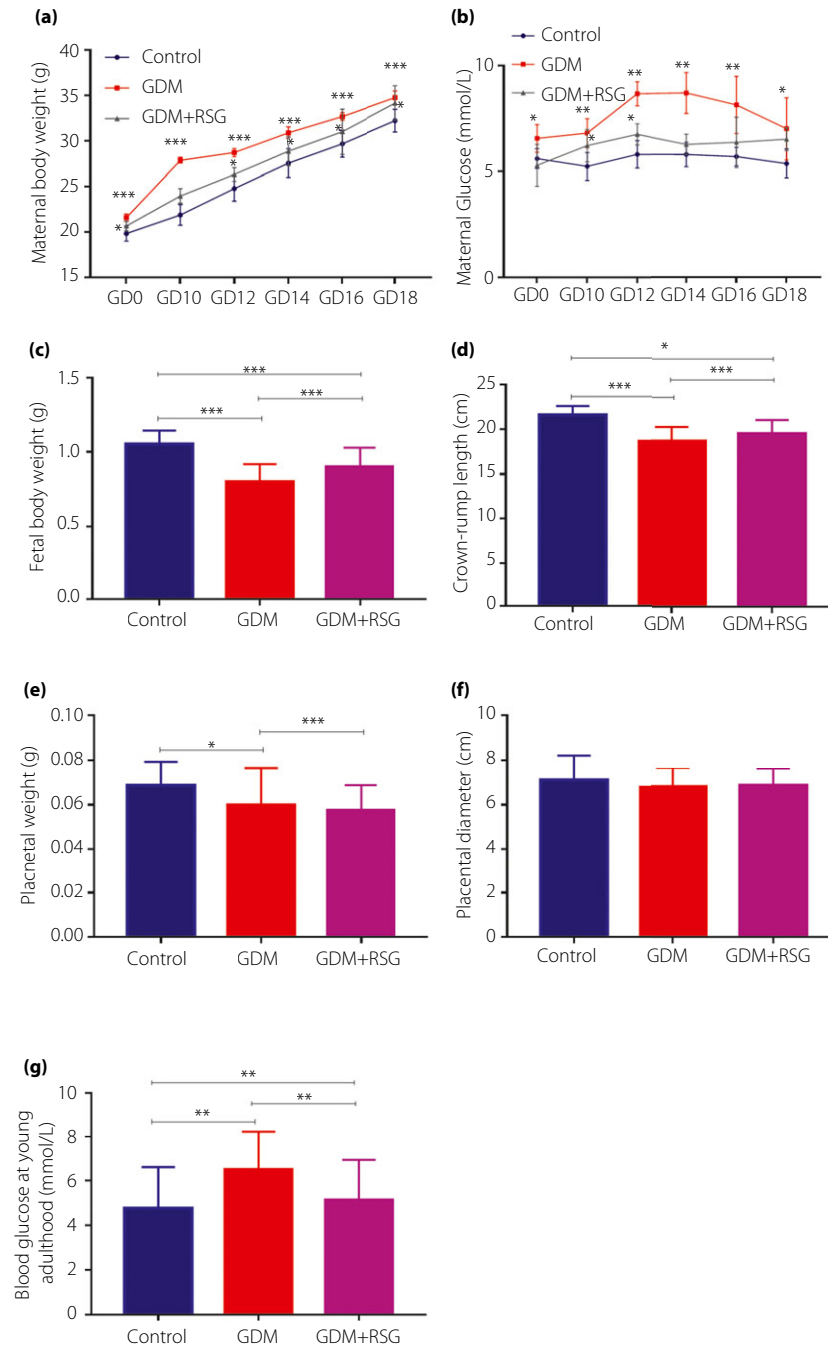 (a)
Control
GDM
GDM+RSG
Maternal body weight (g)
40
35
30
25
20
15
***
***
***
***
***
***
*
*
*
*
*
GD0 GD10 GD12 GD14 GD16 GD18
(b)
Control
GDM
GDM+RSG
Maternal Glucose (mmol/L)
10
5
0
*
**
**
**
**
*
*
*
GD0 GD10 GD12 GD14 GD16 GD18
(c)
Fetal body weight (g)
1.5
1.0
0.5
0.0
***
***
***
Control GDM GDM+RSG
(d)
Crown-rump length (cm)
25
20
15
10
5
0
*
***
***
Control GDM GDM+RSG
(e)
Placnetal weight (g)
0.10
0.08
0.06
0.04
0.02
0.00
***
*
Control GDM GDM+RSG
(f)
Placental diameter (cm)
8
6
4
2
0
Control GDM GDM+RSG
(g)
Blood glucose at young
adulthood (mmol/L)
10
8
6
4
2
0
**
**
**
Control GDM GDM+RSG